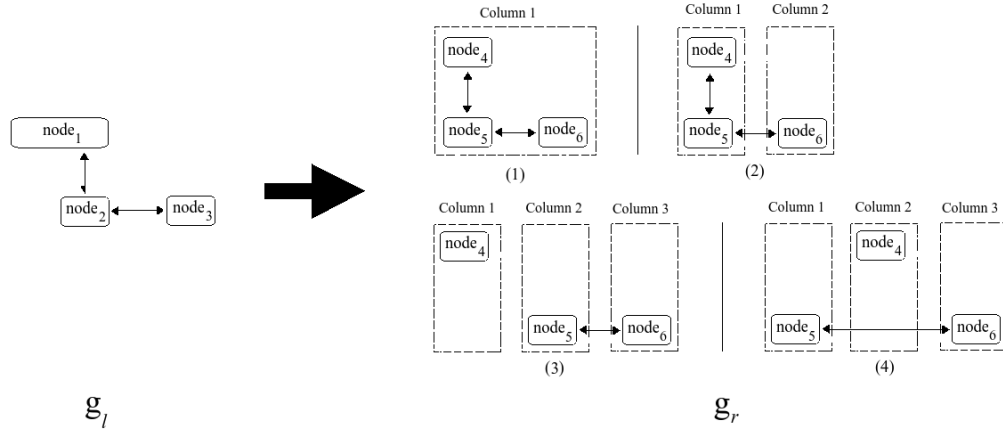 Column 1
Column 1 Column 2
node4
node4
node1
node5 node6
node5 node6
(1)
(2)
node2 node3
Column 1 Column 2 Column 3
Column 1 Column 2 Column 3
node4
node4
node5 node6
node5 node6
(3)
(4)
gl
gr